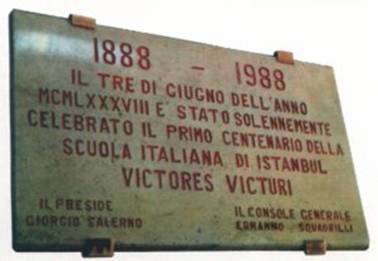 1888 - 1988
IL TRE DI GIUGNO DELL'ANNO
MCMLXXXVIII E' STATO SOLENNEMENTE
CELEBRATO IL PRIMO CENTENARIO DELLA
SCUOLA ITALIANA DI ISTANBUL
VICTORES VICTURI
IL PRESIDE
GIORGIO SALERNO
IL CONSOLE GENERALE
ERMANNO SQUADRILLI